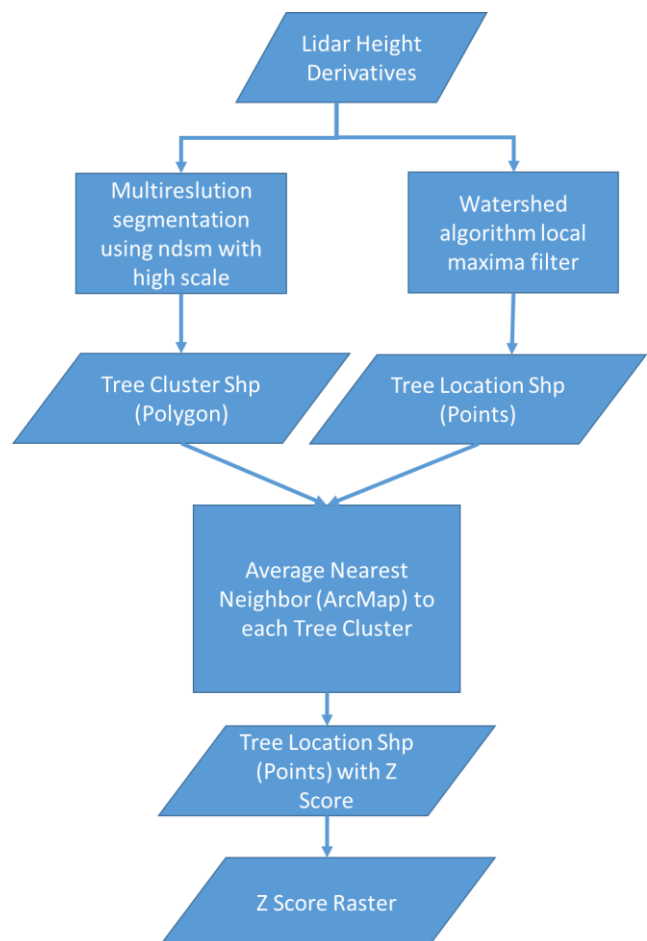 Lidar Height
Derivatives
Multireslution
segmentation
using ndsm with
high scale
Watershed
algorithm local
maxima filter
Tree Cluster Shp
(Polygon)
Tree Location Shp
(Points)
Average Nearest
Neighbor (ArcMap) to
each Tree Cluster
Tree Location Shp
(Points) with Z
Score
Z Score Raster